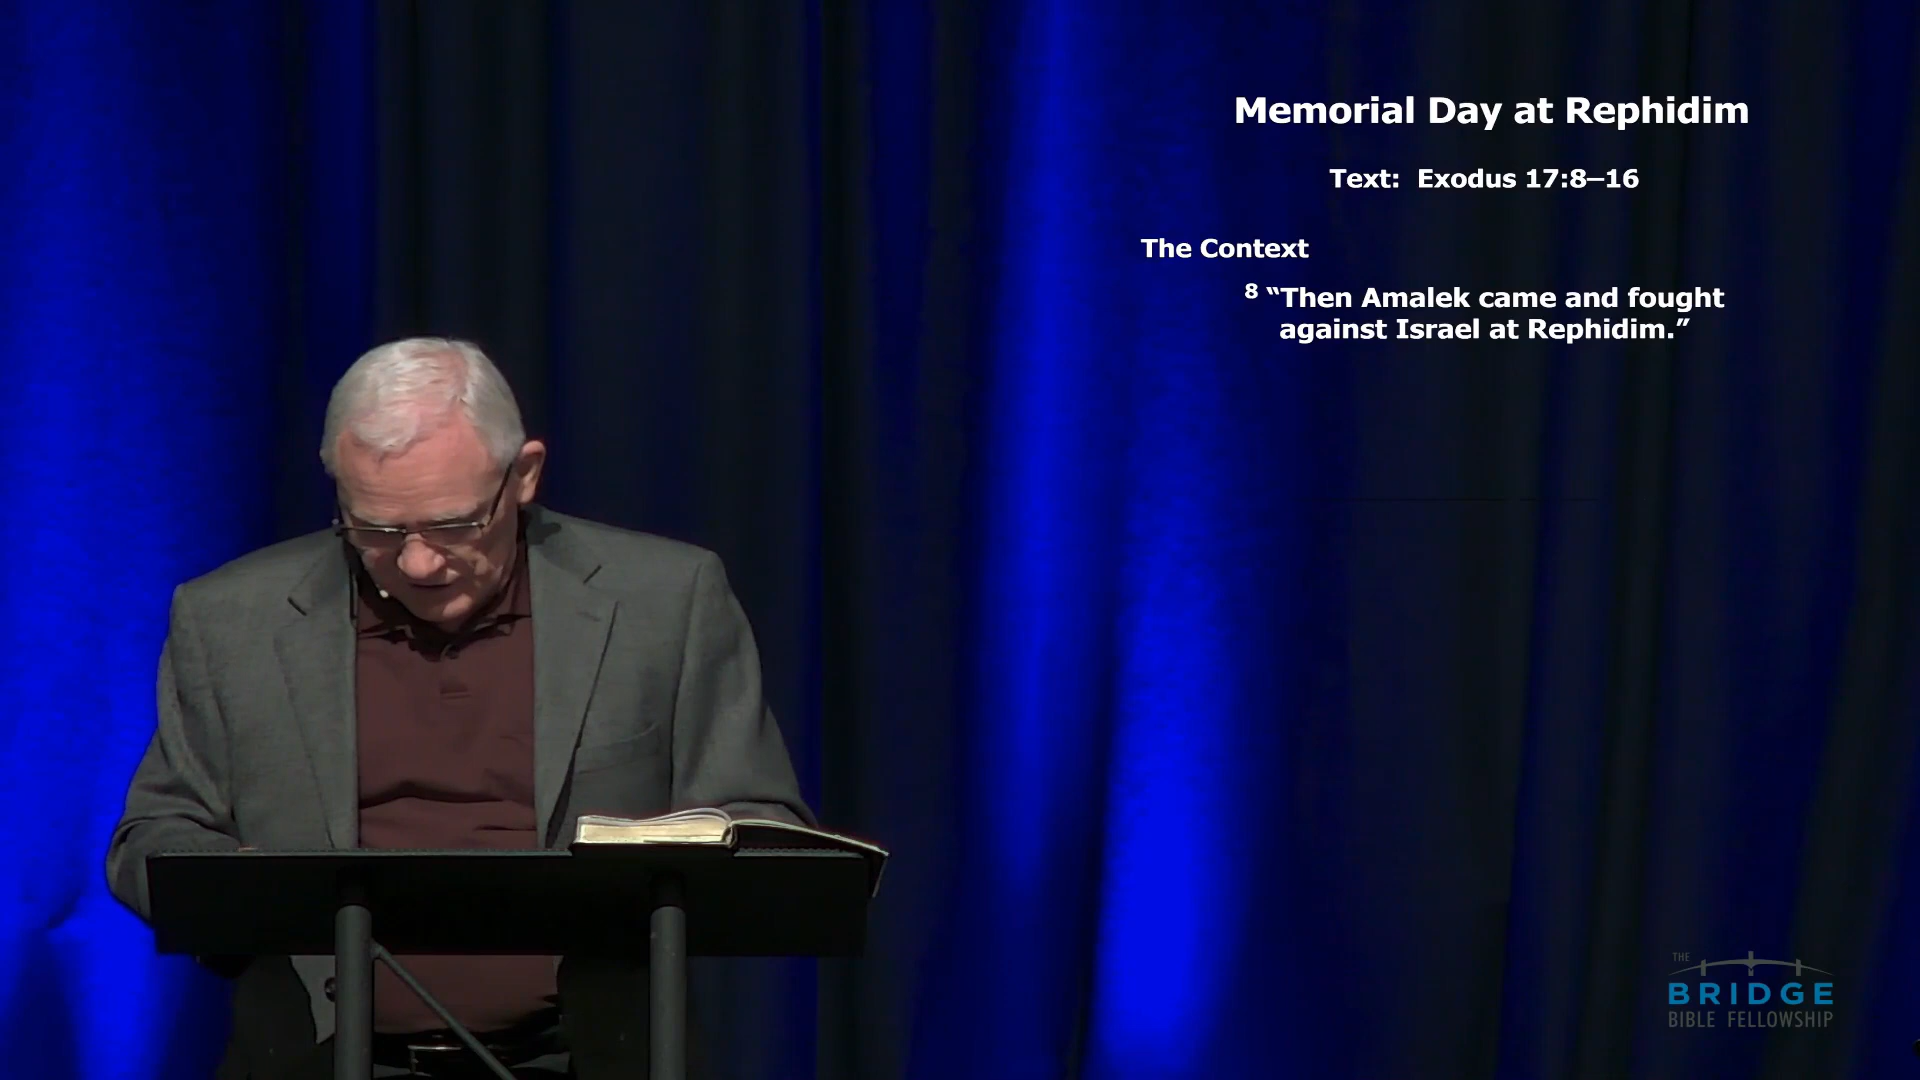 Memorial Day at Rephidim
Text: Exodus 17:8–16
The Context
8 “Then Amalek came and fought
against Israel at Rephidim.”
THE
BRIDGE
BIBLE FELLOWSHIP